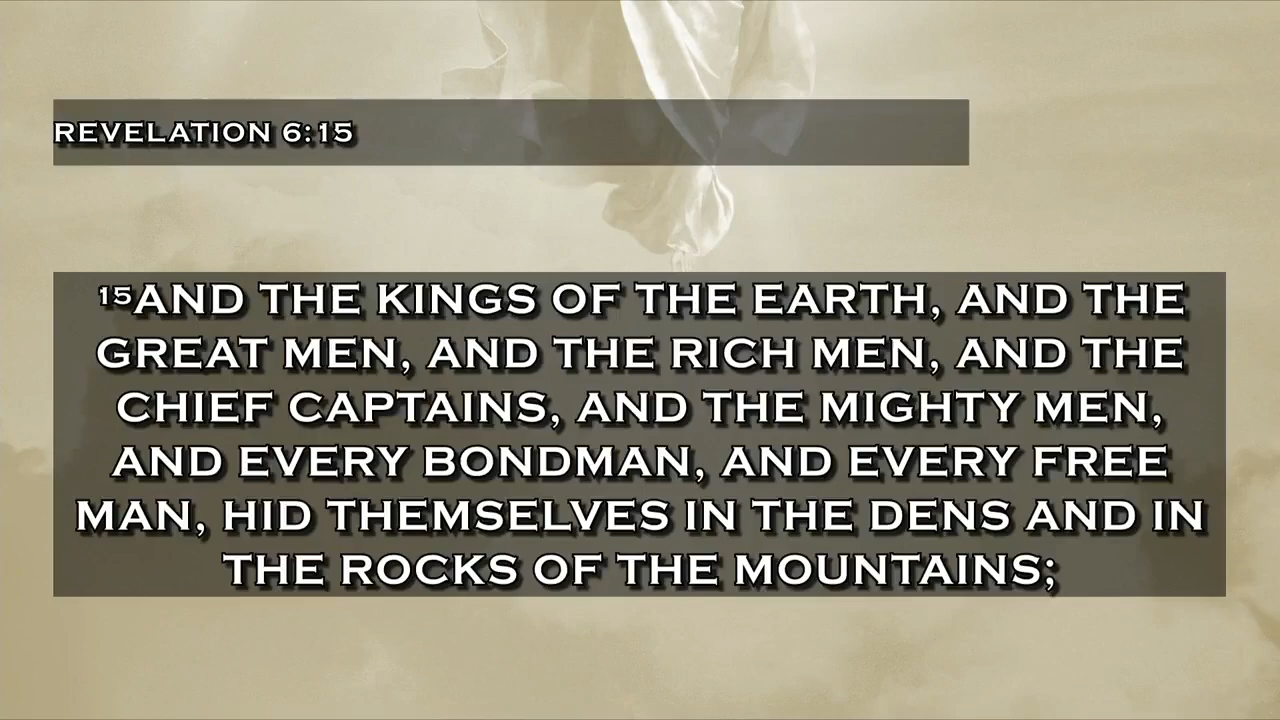 REVELATION 6:15
¹⁵AND THE KINGS OF THE EARTH, AND THE
GREAT MEN, AND THE RICH MEN, AND THE
CHIEF CAPTAINS, AND THE MIGHTY MEN,
AND EVERY BONDMAN, AND EVERY FREE
MAN, HID THEMSELVES IN THE DENS AND IN
THE ROCKS OF THE MOUNTAINS;